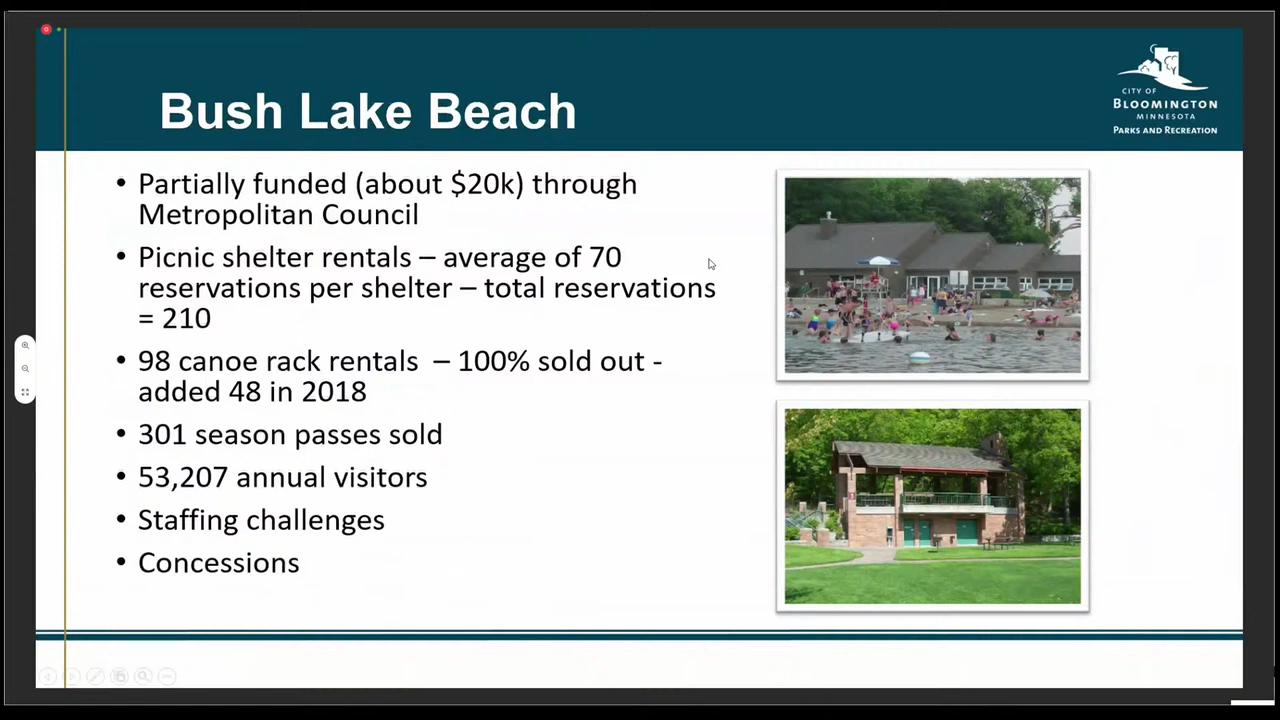 Bush Lake Beach
CITY OF
BLOOMINGTON
MINNESOTA
PARKS AND RECREATION
• Partially funded (about $20k) through
Metropolitan Council
• Picnic shelter rentals – average of 70
reservations per shelter – total reservations
= 210
• 98 canoe rack rentals  – 100% sold out -
added 48 in 2018
• 301 season passes sold
• 53,207 annual visitors
• Staffing challenges
• Concessions